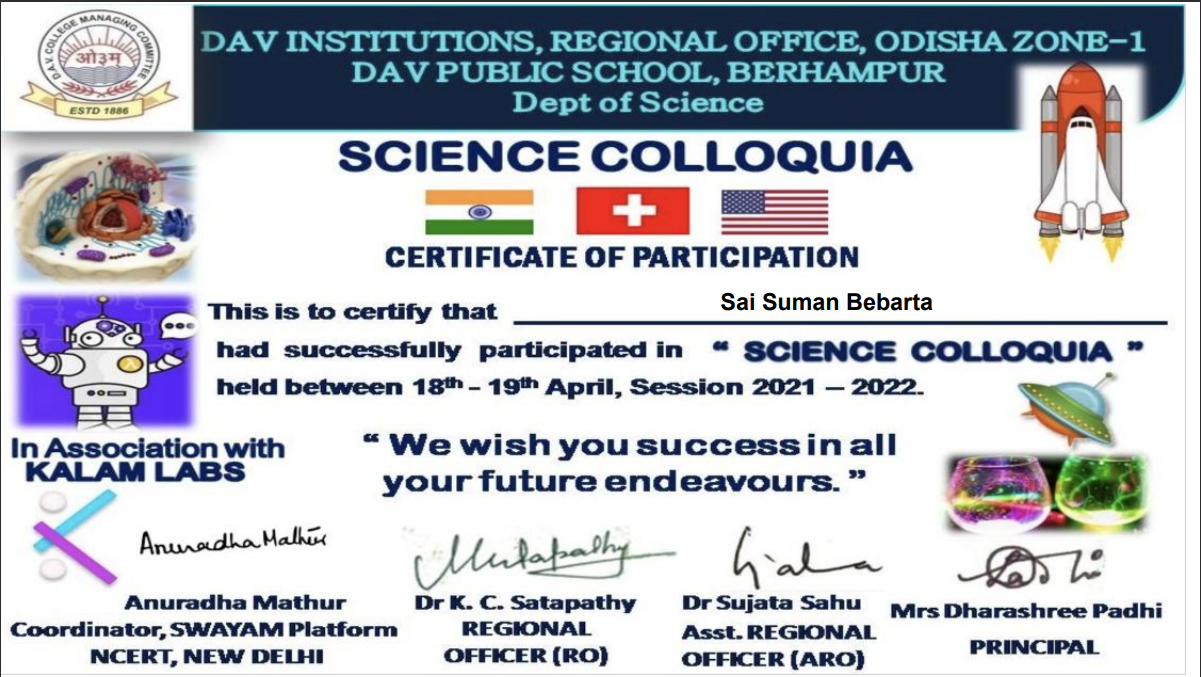 D.A.V. COLLEGE MANAGING COMMITTEE
ओ३म्
ESTD 1886
DAV INSTITUTIONS, REGIONAL OFFICE, ODISHA ZONE-1
DAV PUBLIC SCHOOL, BERHAMPUR
Dept of Science
SCIENCE COLLOQUIA
CERTIFICATE OF PARTICIPATION
This is to certify that Sai Suman Bebarta
had successfully participated in “ SCIENCE COLLOQUIA ”
held between 18th - 19th April, Session 2021 – 2022.
In Association with
KALAM LABS
“ We wish you success in all
your future endeavours. ”
Anuradha Mathur
Anuradha Mathur
Coordinator, SWAYAM Platform
NCERT, NEW DELHI
Dr K. C. Satapathy
REGIONAL
OFFICER (RO)
Dr Sujata Sahu
Asst. REGIONAL
OFFICER (ARO)
Mrs Dharashree Padhi
PRINCIPAL